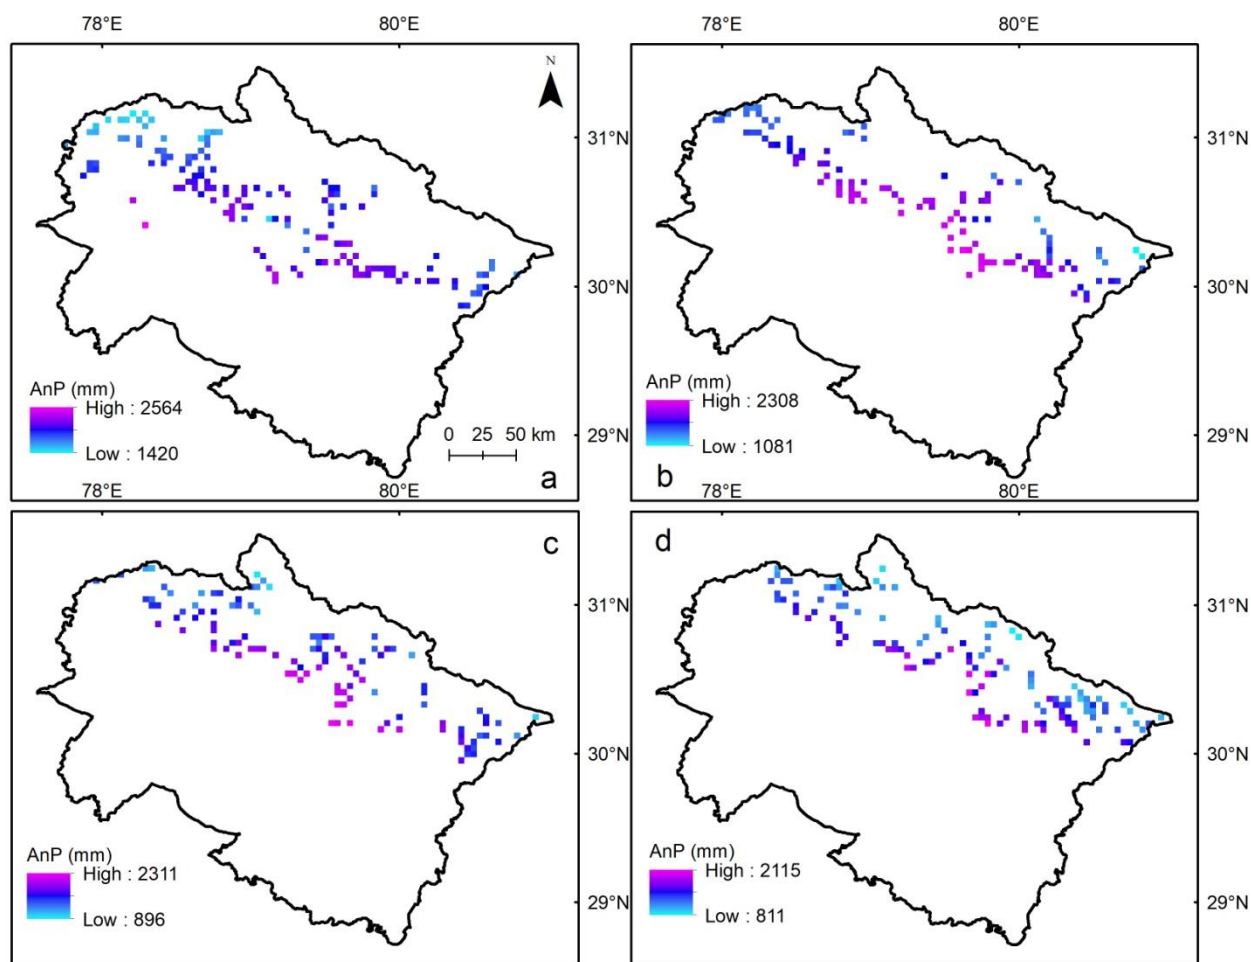 78°E 80°E 78°E 80°E
N
31°N 31°N
30°N 30°N
AnP (mm) AnP (mm)
High : 2564 High : 2308
Low : 1420 Low : 1081
0 25 50 km
29°N 29°N
a b
78°E 80°E 78°E 80°E
c d
31°N 31°N
30°N 30°N
AnP (mm) AnP (mm)
High : 2311 High : 2115
Low : 896 Low : 811
29°N 29°N